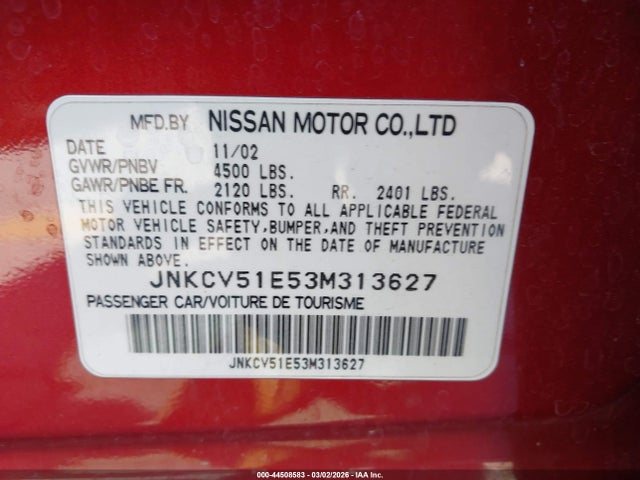 MFD.BY NISSAN MOTOR CO.,LTD
DATE 11/02
GVWR/PNBV 4500 LBS.
GAWR/PNBE FR. 2120 LBS. RR. 2401 LBS.
THIS VEHICLE CONFORMS TO ALL APPLICABLE FEDERAL
MOTOR VEHICLE SAFETY,BUMPER,AND THEFT PREVENTION
STANDARDS IN EFFECT ON THE DATE OF MANUFACTURE
SHOWN ABOVE.
JNKCV51E53M313627
PASSENGER CAR/VOITURE DE TOURISME
JNKCV51E53M313627
000-44508583 - 03/02/2026 - IAA Inc.